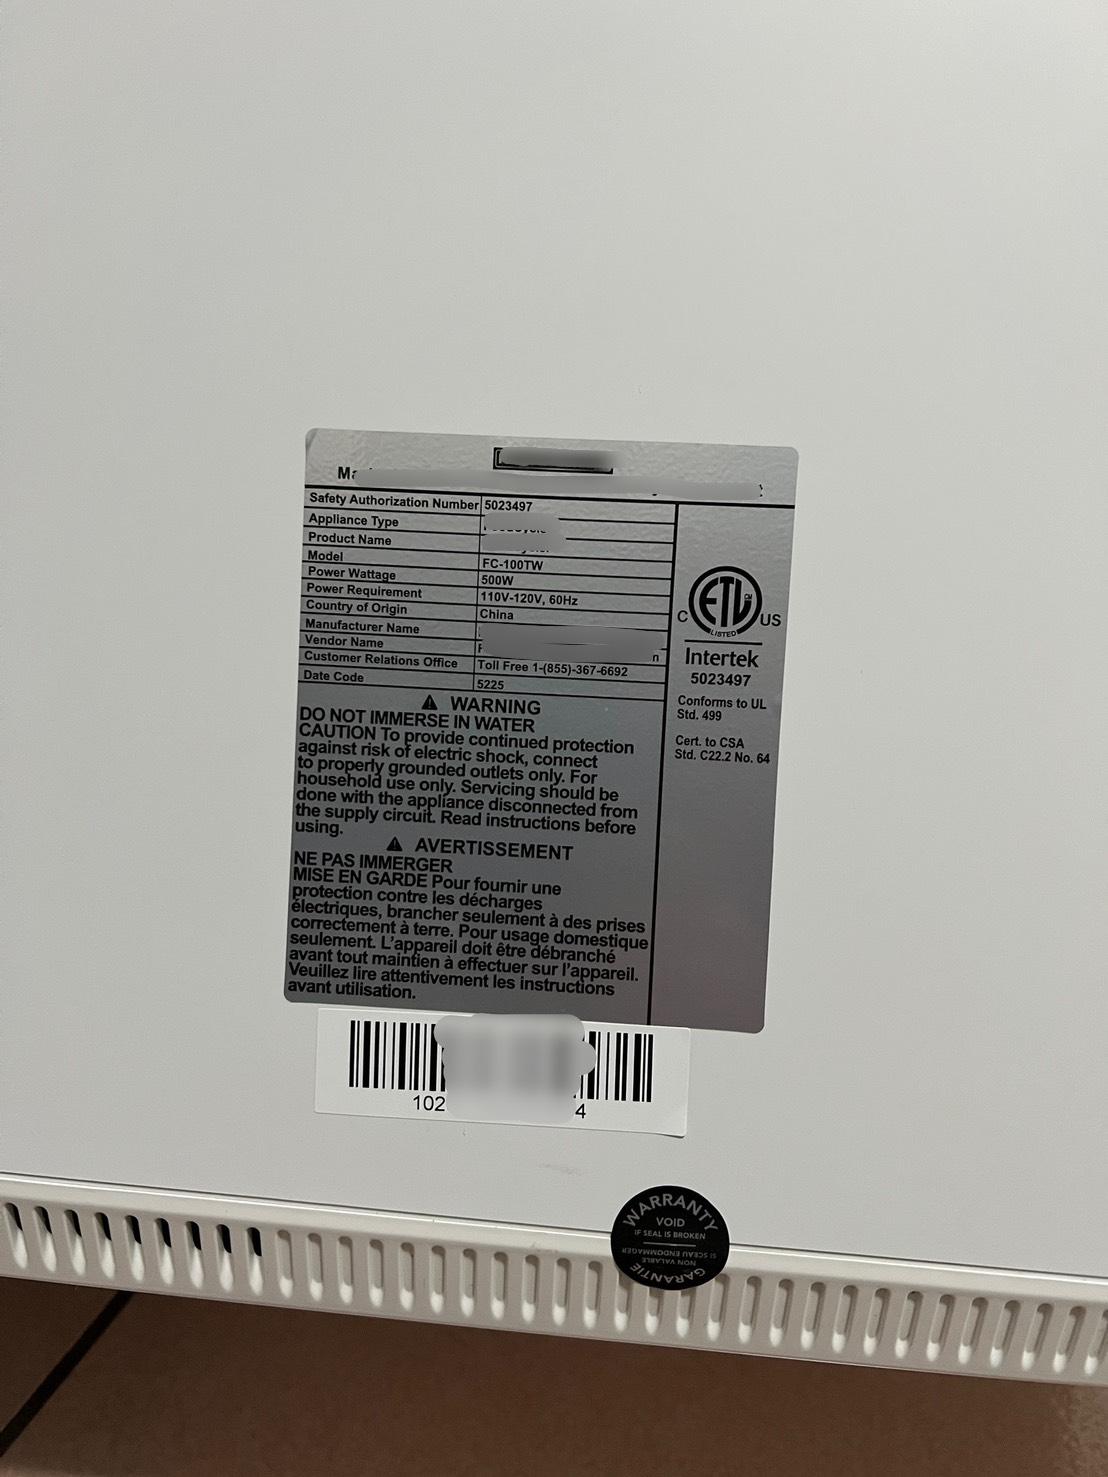 Safety Authorization Number 5023497
Appliance Type
Product Name
Model FC-100TW
Power Wattage 500W
Power Requirement 110V-120V, 60Hz
Country of Origin China
Manufacturer Name
Vendor Name
Customer Relations Office Toll Free 1-(855)-367-6692
Date Code 5225
WARNING
DO NOT IMMERSE IN WATER
CAUTION To provide continued protection
against risk of electric shock, connect
to properly grounded outlets only. For
household use only. Servicing should be
done with the appliance disconnected from
the supply circuit. Read instructions before
using.
AVERTISSEMENT
NE PAS IMMERGER
MISE EN GARDE Pour fournir une
protection contre les décharges
électriques, brancher seulement à des prises
correctement à terre. Pour usage domestique
seulement. L'appareil doit être débranché
avant tout maintien à effectuer sur l'appareil.
Veuillez lire attentivement les instructions
avant utilisation.
C ETL US
LISTED
Intertek
5023497
Conforms to UL
Std. 499
Cert. to CSA
Std. C22.2 No. 64
102 4
WARRANTY
VOID
IF SEAL IS BROKEN
SI SCEAU ENDOMMAGER
NON VALABLE
GARANTIE